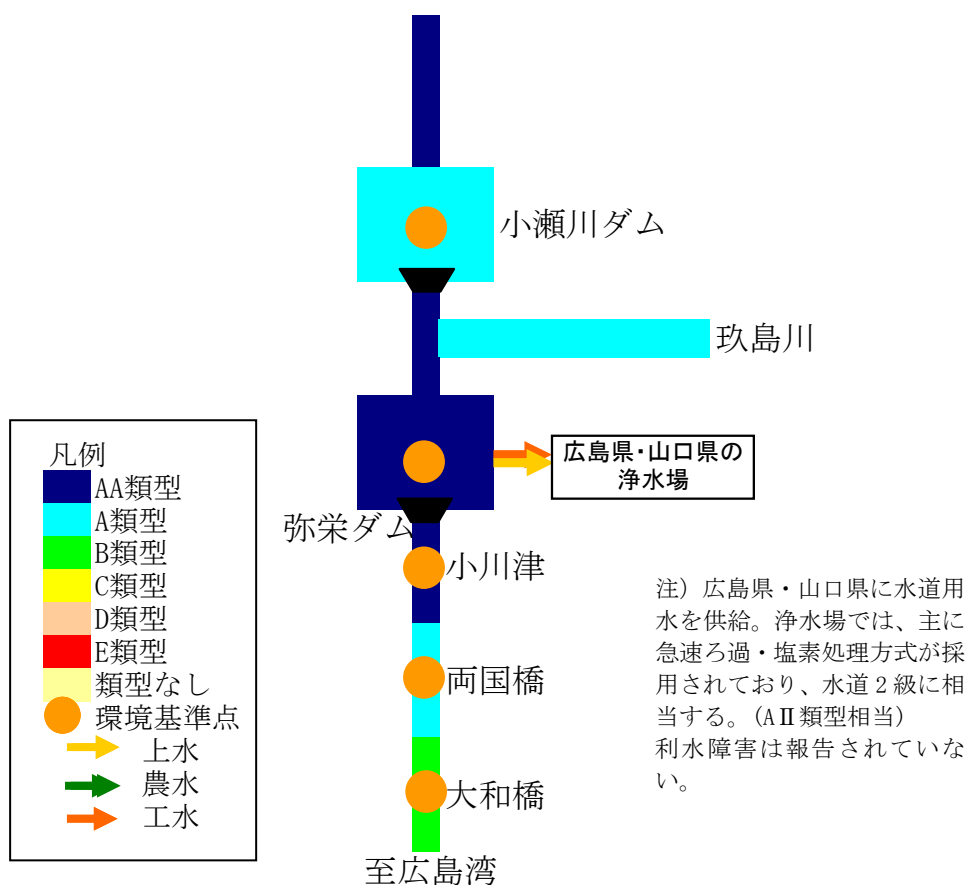 小瀬川ダム
玖島川
広島県・山口県の
浄水場
弥栄ダム
小川津
両国橋
大和橋
至広島湾
凡例
AA類型
A類型
B類型
C類型
D類型
E類型
類型なし
環境基準点
上水
農水
工水
注）広島県・山口県に水道用
水を供給。浄水場では、主に
急速ろ過・塩素処理方式が採
用されており、水道２級に相
当する。(AⅡ類型相当)
利水障害は報告されていな
い。